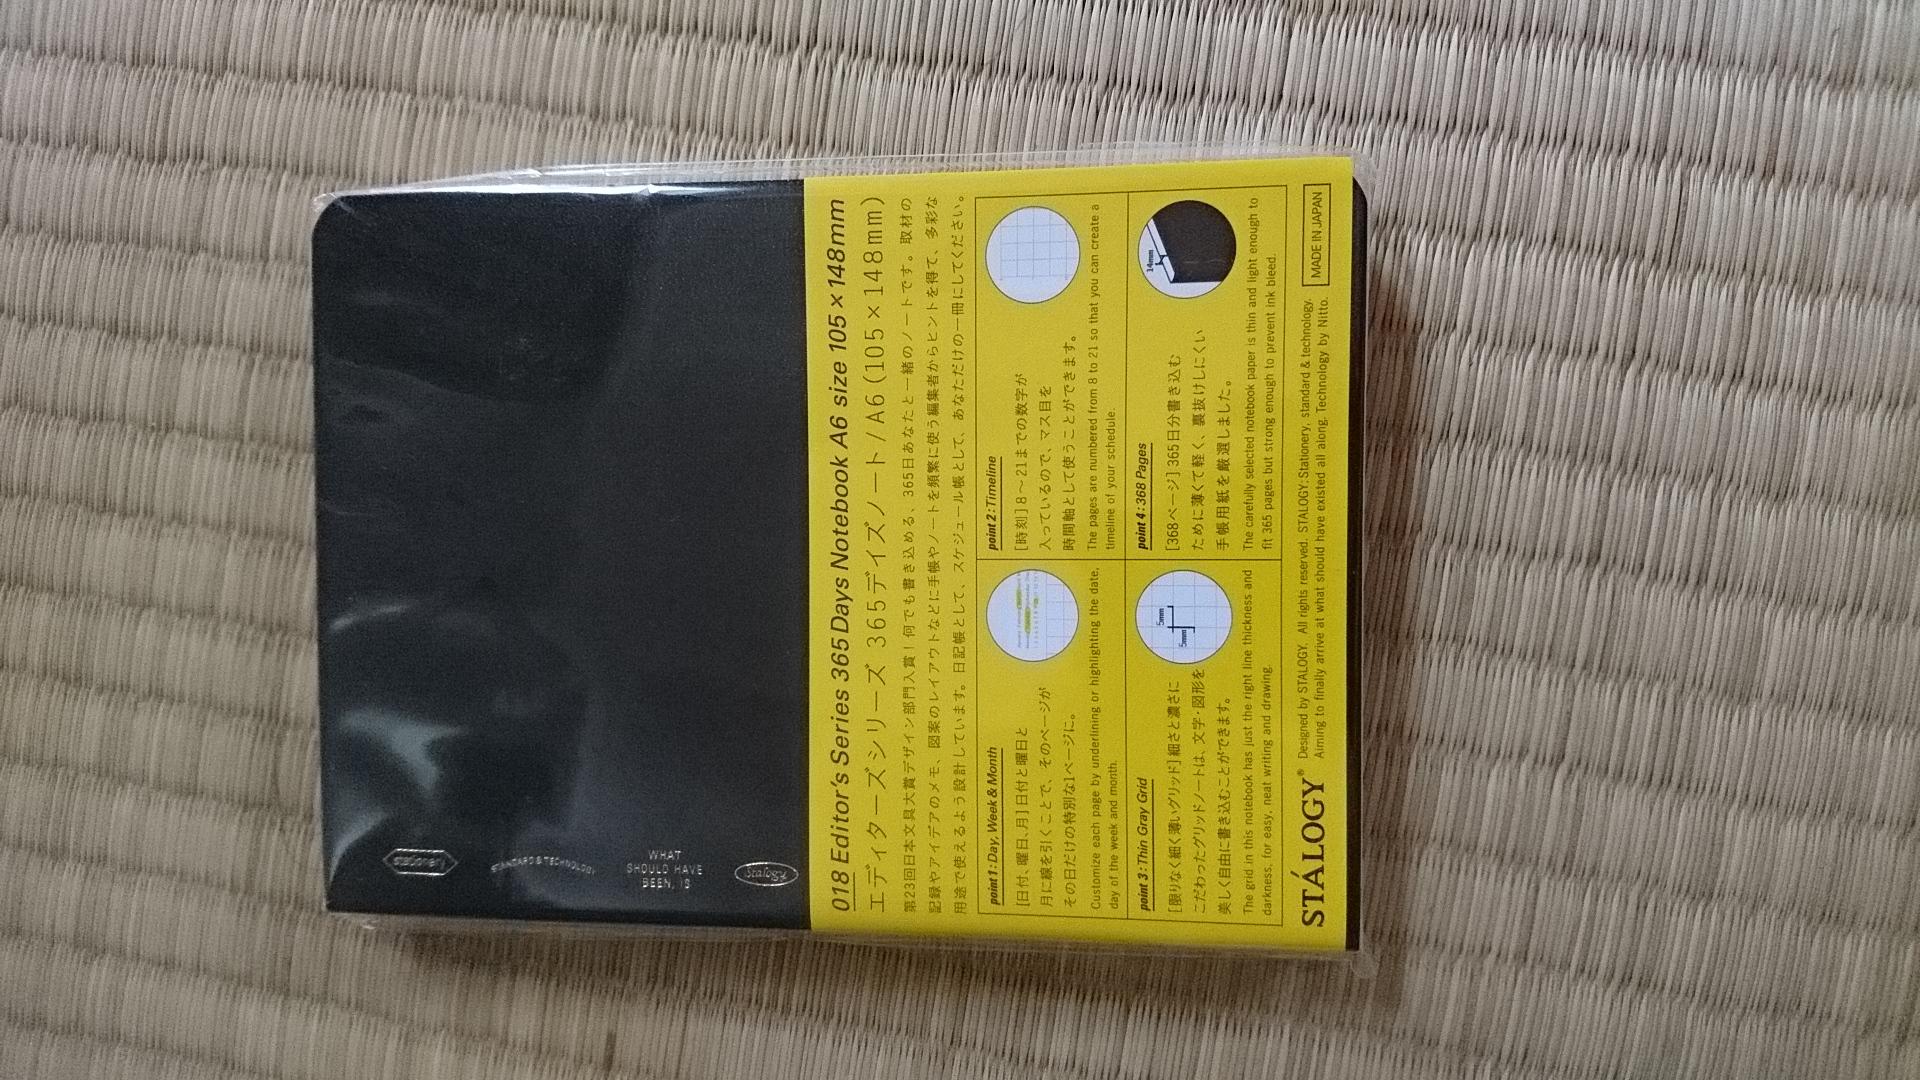 stationery
STANDARD & TECHNOLOGY
WHAT
SHOULD HAVE
BEEN, IS
Stalogy
018 Editor's Series 365 Days Notebook A6 size 105×148mm
エディターズシリーズ 365デイズノート/A6(105×148mm)
第23回日本文具大賞デザイン部門入賞!何でも書き込める、365日あなたと一緒のノートです。取材の
記録やアイデアのメモ、図案のレイアウトなどに手帳やノートを頻繁に使う編集者からヒントを得て、多彩な
用途で使えるよう設計しています。日記帳として、スケジュール帳として、あなただけの一冊にしてください。
point 1 : Day, Week & Month
[日付、曜日、月]日付と曜日と
月に線を引くことで、そのページが
その日だけの特別な1ページに。
Customize each page by underlining or highlighting the date,
day of the week and month.
point 2 : Timeline
[時刻]8〜21までの数字が
入っているので、マス目を
時間軸として使うことができます。
The pages are numbered from 8 to 21 so that you can create a
timeline of your schedule.
point 3 : Thin Gray Grid
[限りなく細く薄いグリッド]細さと濃さに
こだわったグリッドノートは、文字・図形を
美しく自由に書き込むことができます。
The grid in this notebook has just the right line thickness and
darkness, for easy, neat writing and drawing.
5mm
5mm
point 4 : 368 Pages
[368ページ]365日分書き込む
ために薄くて軽く、裏抜けしにくい
手帳用紙を厳選しました。
The carefully selected notebook paper is thin and light enough to
fit 365 pages but strong enough to prevent ink bleed.
14mm
STÁLOGY®
Designed by STALOGY. All rights reserved. STALOGY: Stationery, standard & technology.
Aiming to finally arrive at what should have existed all along. Technology by Nitto.
MADE IN JAPAN